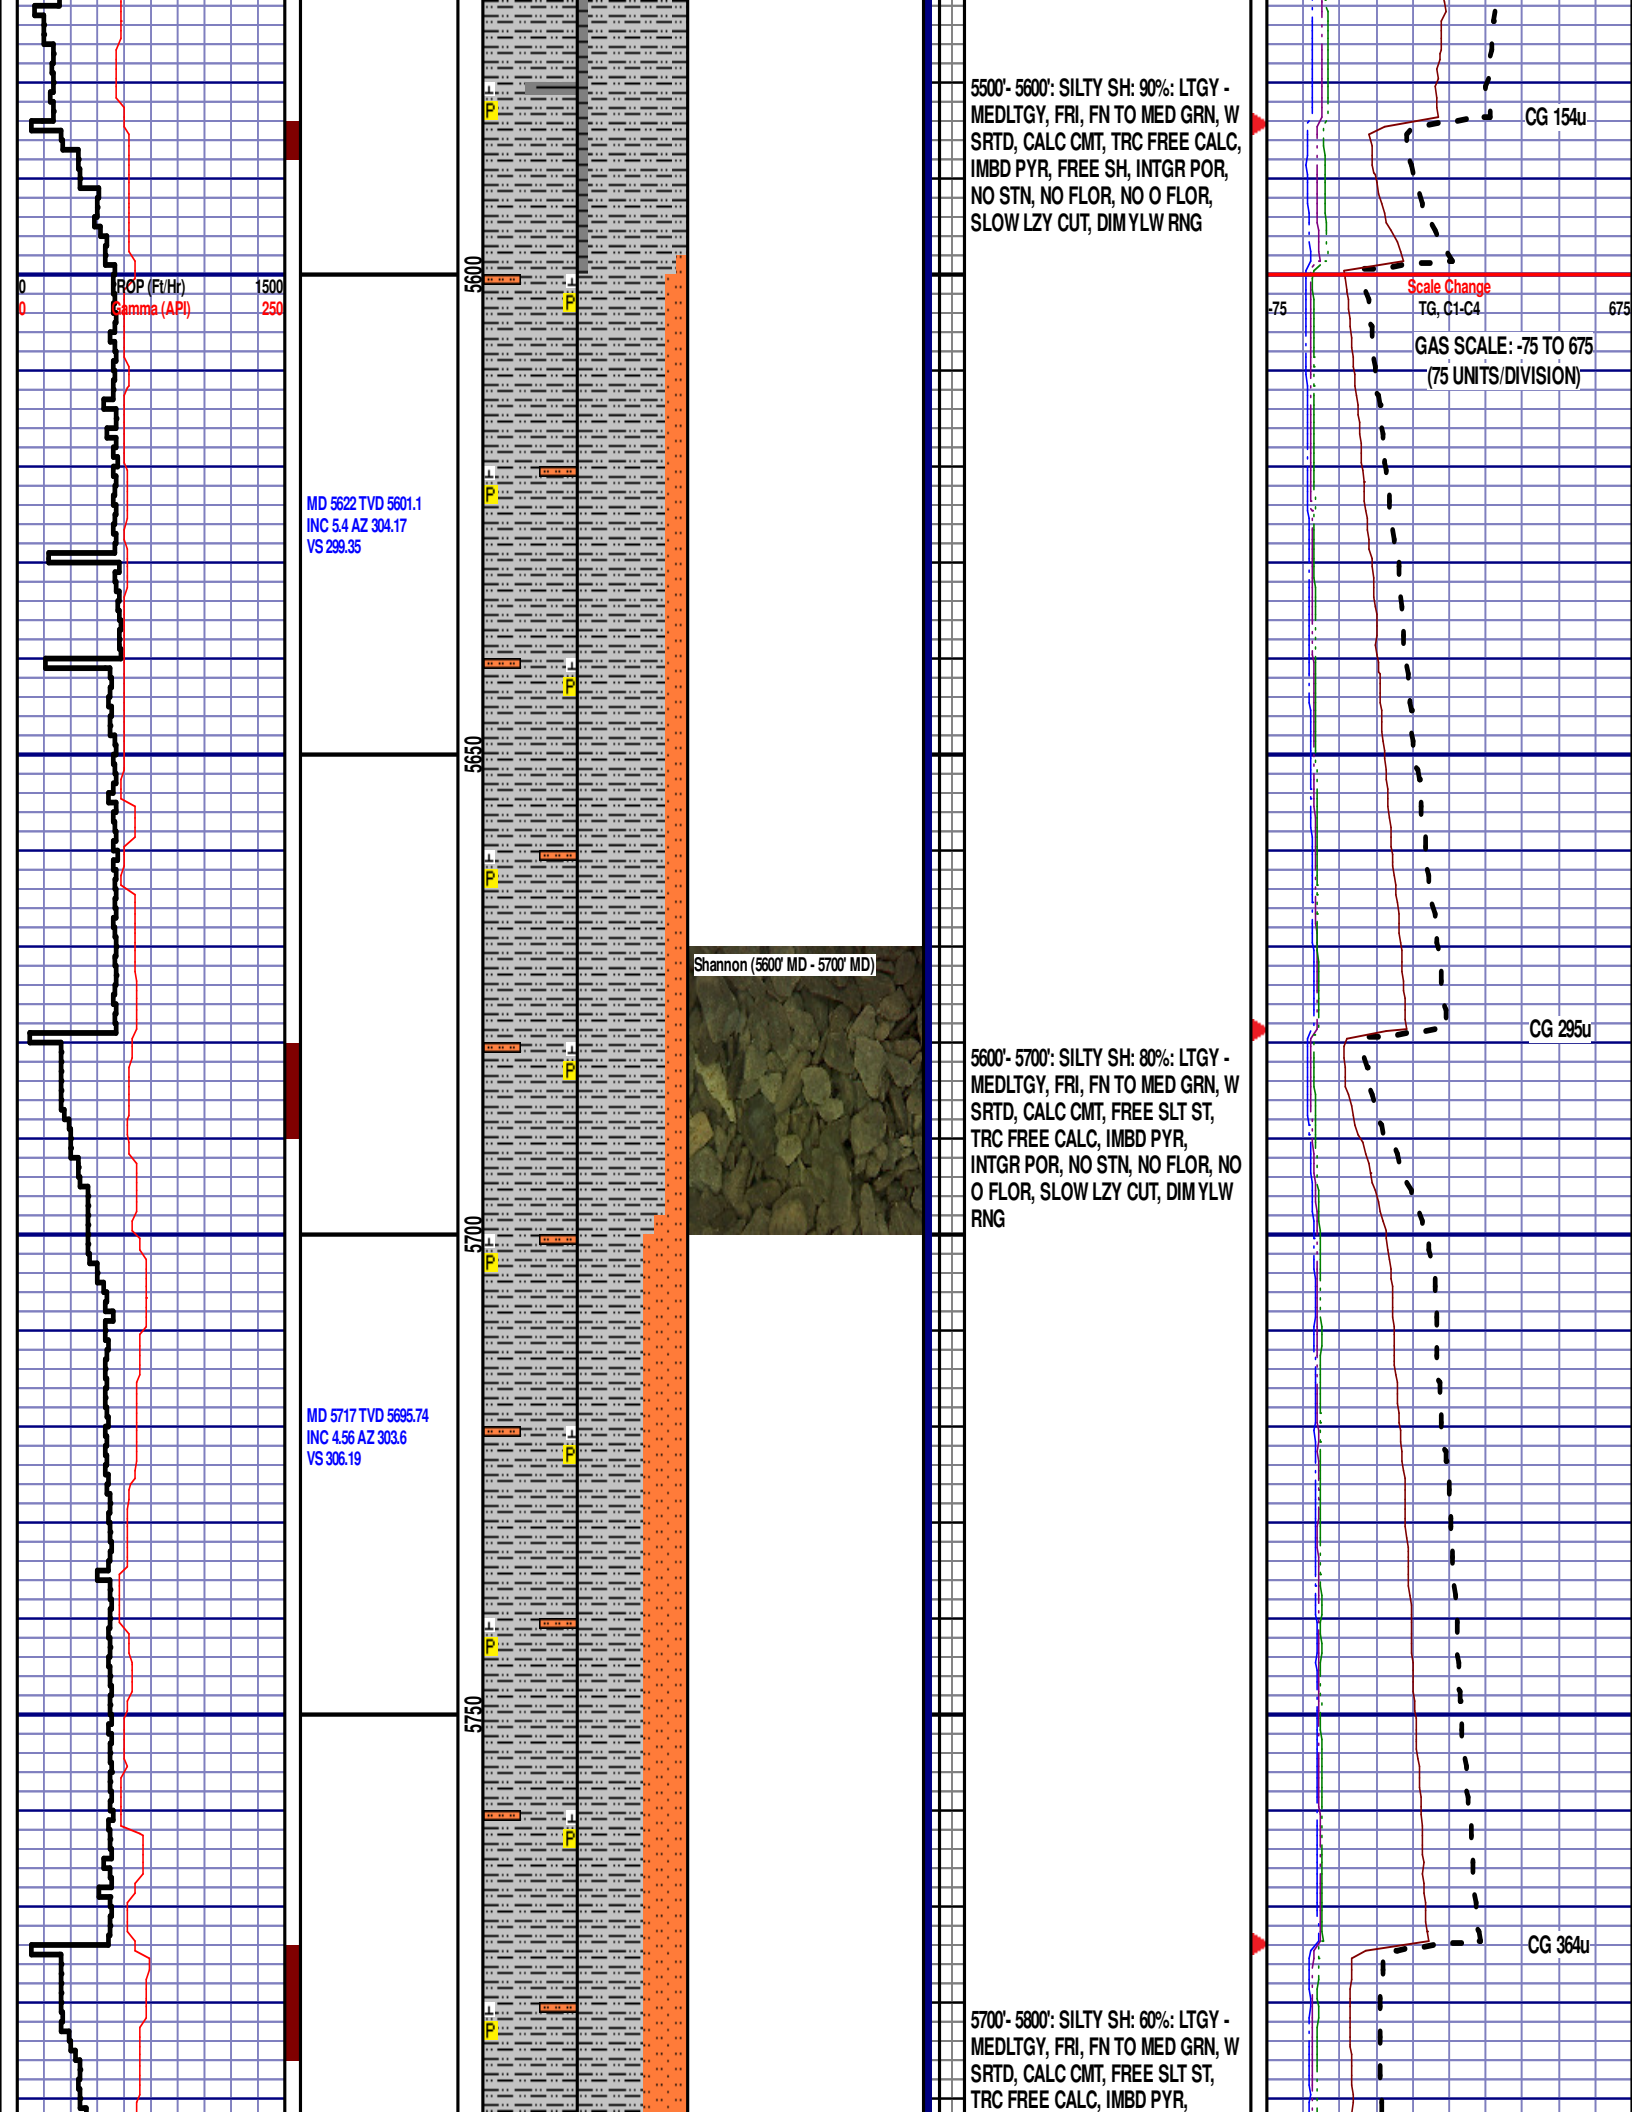 5500'- 5600': SILTY SH: 90%: LTGY -
MEDLTGY, FRI, FN TO MED GRN, W
SRTD, CALC CMT, TRC FREE CALC,
IMBD PYR, FREE SH, INTGR POR,
NO STN, NO FLOR, NO O FLOR,
SLOW LZY CUT, DIM YLW RNG
CG 154u
P
5600
0 ROP (Ft/Hr) 1500
0 Gamma (API) 250
P
Scale Change
-75 TG, C1-C4 675
GAS SCALE: -75 TO 675
(75 UNITS/DIVISION)
MD 5622 TVD 5601.1
INC 5.4 AZ 304.17
VS 299.35
P
P
5650
P
Shannon (5600' MD - 5700' MD)
CG 295u
P
5600'- 5700': SILTY SH: 80%: LTGY -
MEDLTGY, FRI, FN TO MED GRN, W
SRTD, CALC CMT, FREE SLT ST,
TRC FREE CALC, IMBD PYR,
INTGR POR, NO STN, NO FLOR, NO
O FLOR, SLOW LZY CUT, DIM YLW
RNG
5700
P
MD 5717 TVD 5695.74
INC 4.56 AZ 303.6
VS 306.19
P
P
5750
P
CG 364u
P
5700'- 5800': SILTY SH: 60%: LTGY -
MEDLTGY, FRI, FN TO MED GRN, W
SRTD, CALC CMT, FREE SLT ST,
TRC FREE CALC, IMBD PYR,